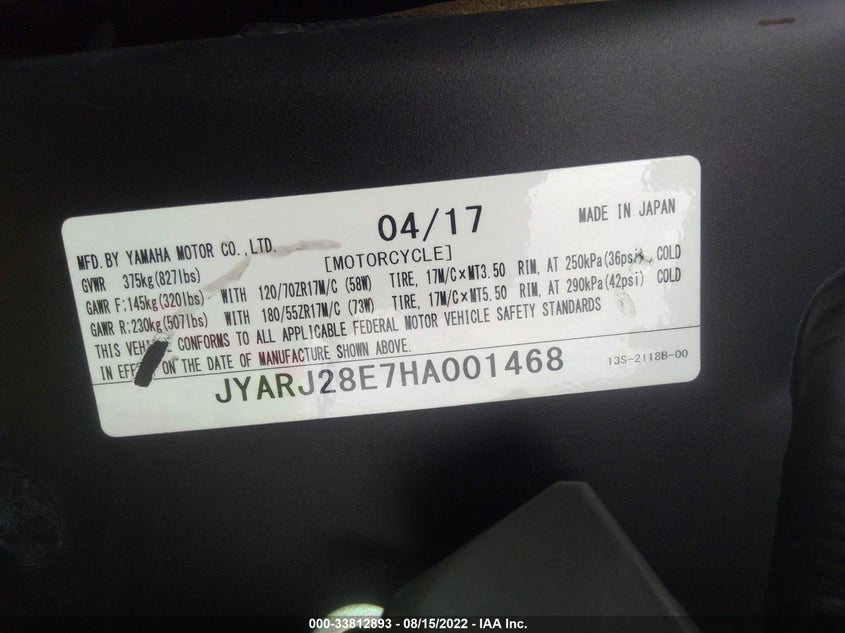 04/17
MADE IN JAPAN
MFD. BY YAMAHA MOTOR CO., LTD.
[MOTORCYCLE]
GVWR 375kg(827lbs)
GAWR F;145kg(320lbs) WITH 120/70ZR17M/C (58W) TIRE, 17M/C×MT3.50 RIM, AT 250kPa(36psi) COLD
GAWR R;230kg(507lbs) WITH 180/55ZR17M/C (73W) TIRE, 17M/C×MT5.50 RIM, AT 290kPa(42psi) COLD
THIS CONFORMS TO ALL APPLICABLE FEDERAL MOTOR VEHICLE SAFETY STANDARDS
IN ON THE DATE OF MANUFACTURE SHOWN ABOVE.
JYARJ28E7HA001468
13S-2118B-00
000-33812893 - 08/15/2022 - IAA Inc.